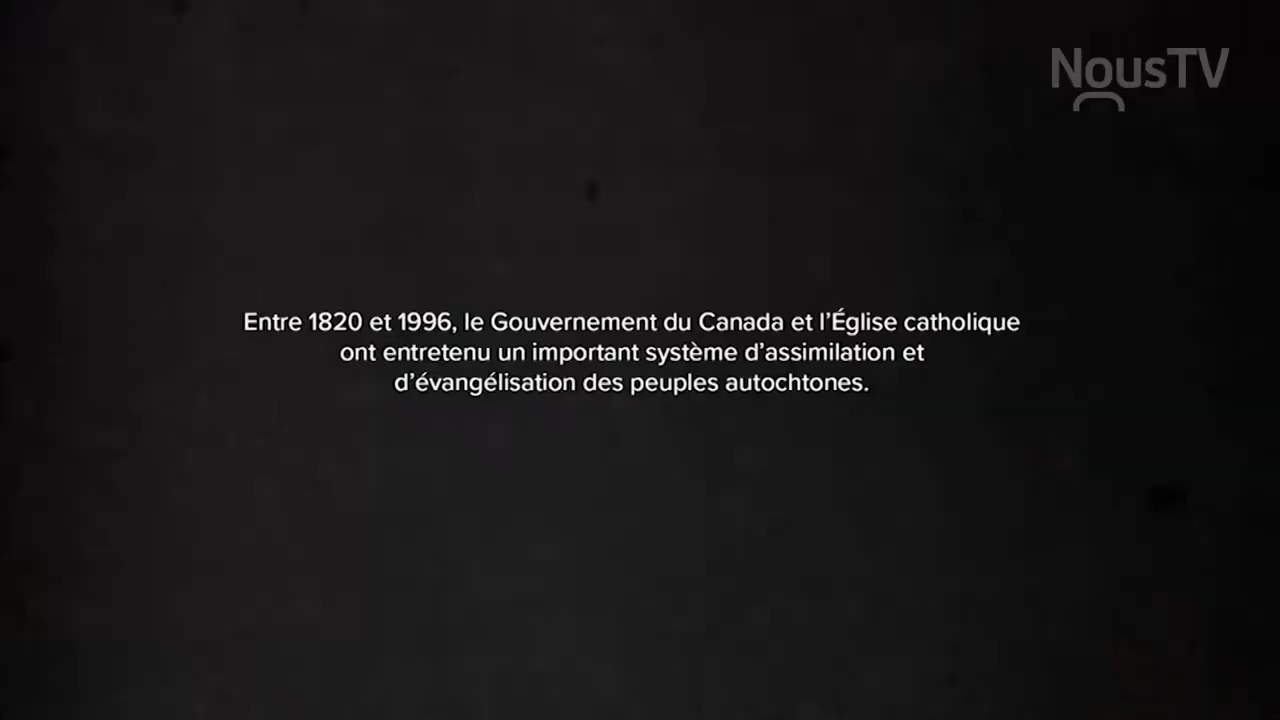 NousTV
Entre 1820 et 1996, le Gouvernement du Canada et l’Église catholique
ont entretenu un important système d’assimilation et
d’évangélisation des peuples autochtones.